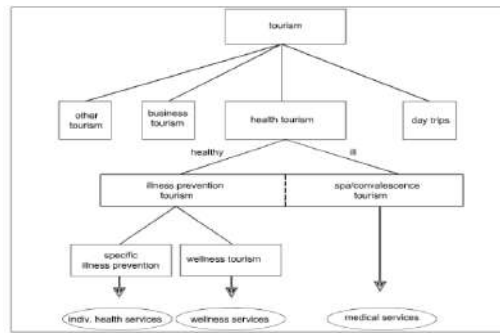 tourism
other
tourism
business
tourism
health tourism
day trips
healthy
ill
illness prevention
tourism
spa/convalescence
tourism
specific
illness prevention
wellness tourism
indiv. health services
wellness services
medical services